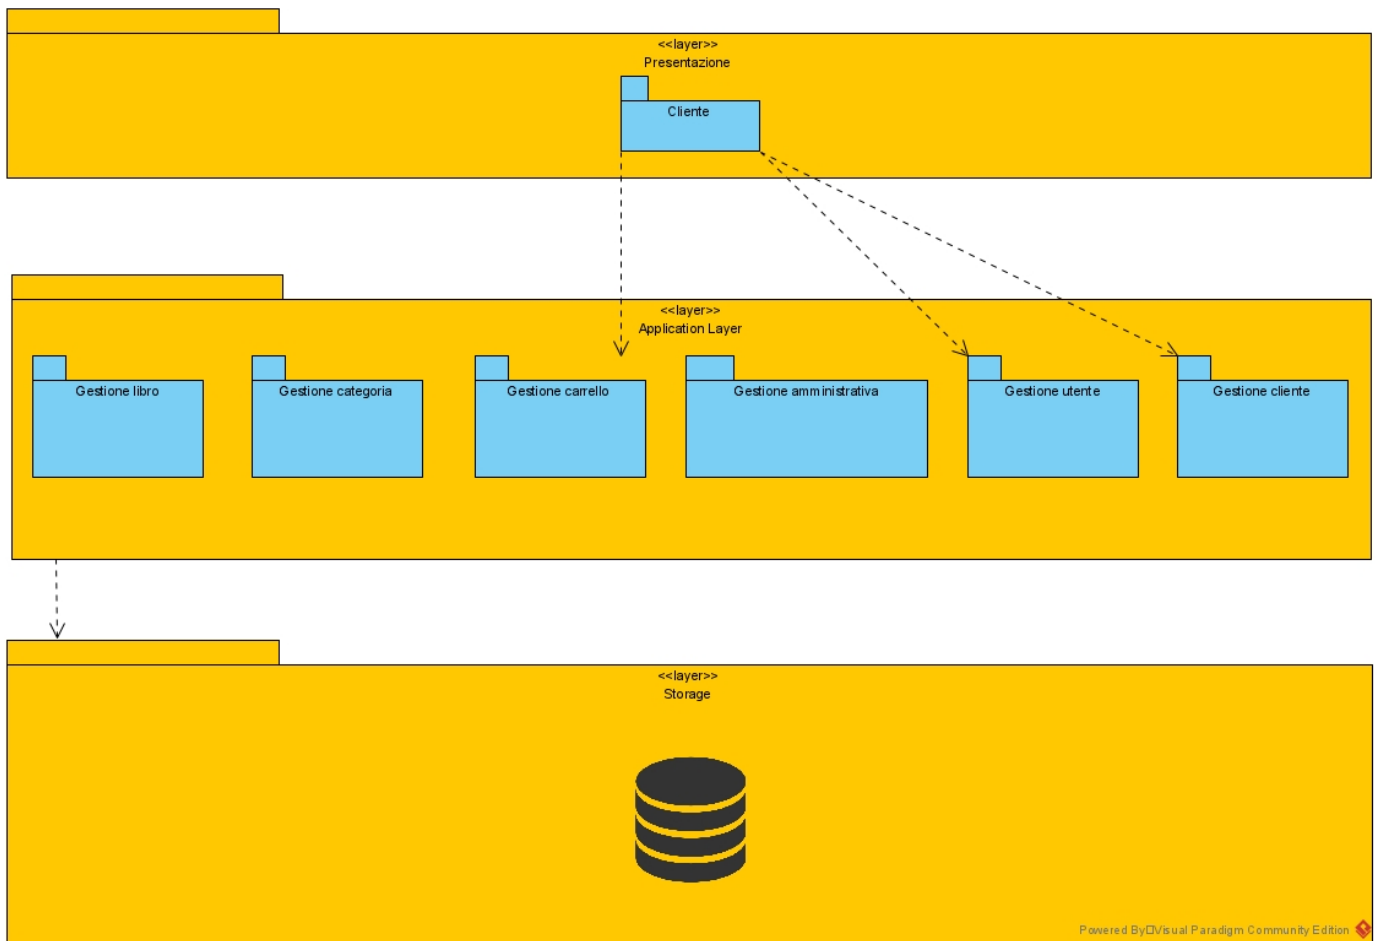 <<layer>>
Presentazione
Cliente
<<layer>>
Application Layer
Gestione libro
Gestione categoria
Gestione carrello
Gestione amministrativa
Gestione utente
Gestione cliente
<<layer>>
Storage
Powered By□Visual Paradigm Community Edition